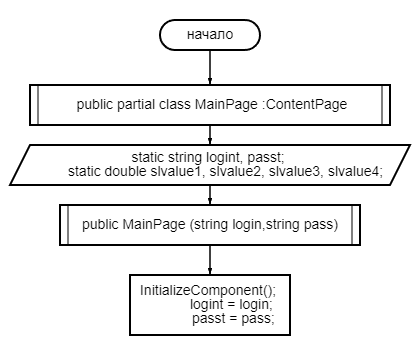 начало
public partial class MainPage :ContentPage
static string logint, passt;
static double slvalue1, slvalue2, slvalue3, slvalue4;
public MainPage (string login,string pass)
InitializeComponent();
logint = login;
passt = pass;